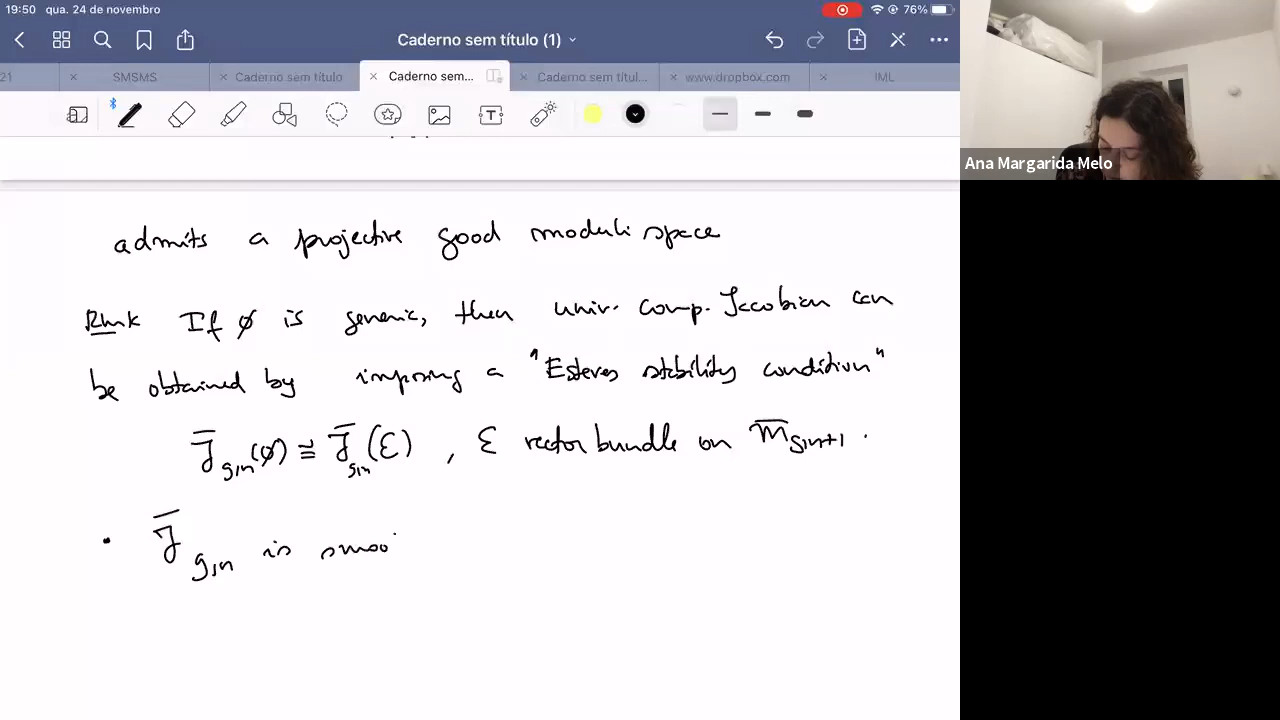 19:50 qua. 24 de novembro 76%
Caderno sem título (1)
21 SMSMS Caderno sem título Caderno sem... Caderno sem títul... www.dropbox.com IML
Ana Margarida Melo
admits a projective good moduli space
Rmk If ϕ is generic, then univ. comp. Jacobian can
be obtained by imposing a "Esteves stability condition"
J̅_{g,n}(ϕ) ≅ J̅_{g,n}(ℰ), ℰ vector bundle on M̅_{g,n+1}.
• J̅_{g,n} is smoo